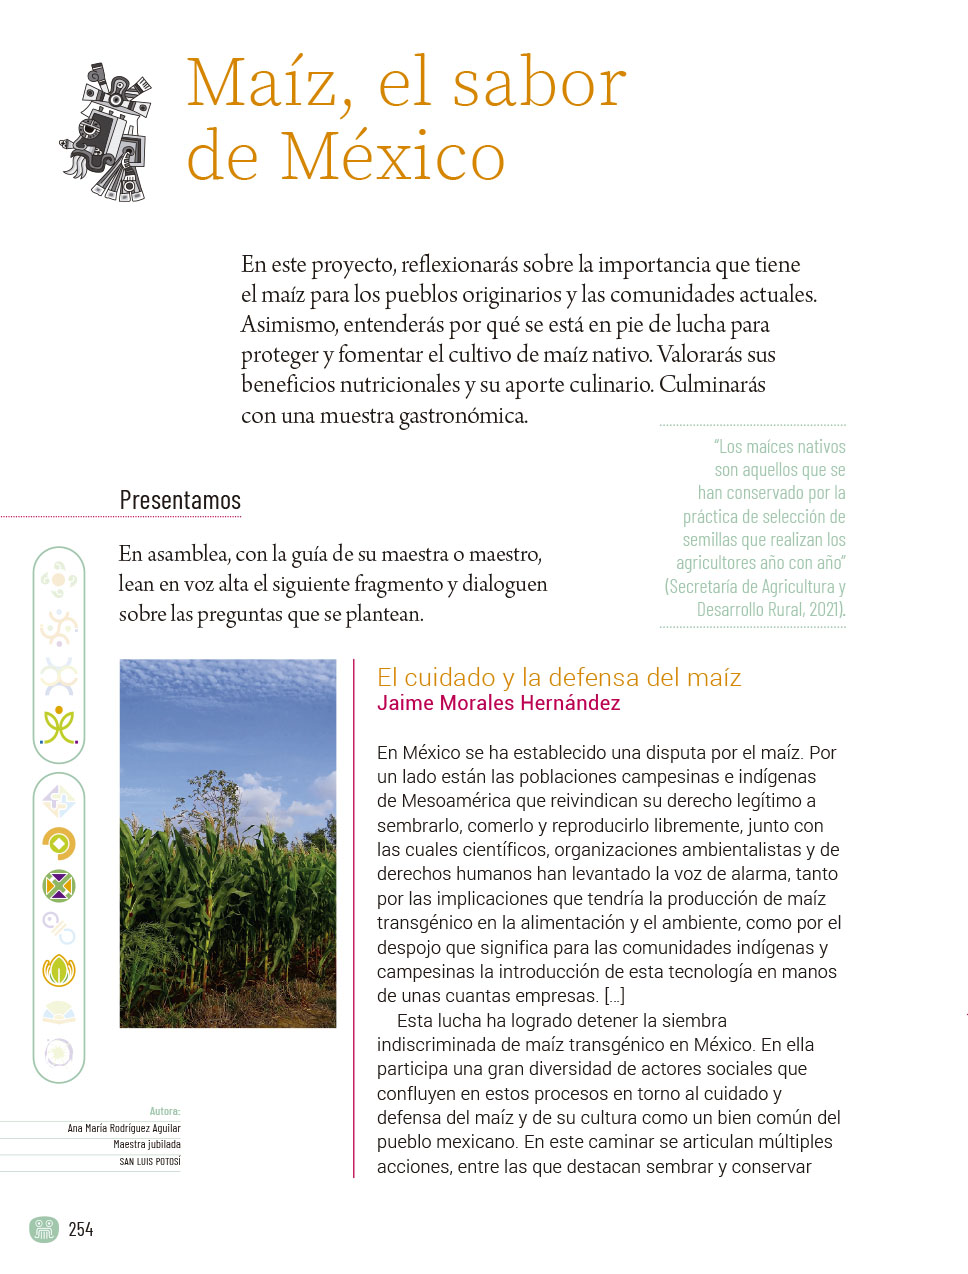 Maíz, el sabor
de México
En este proyecto, reflexionarás sobre la importancia que tiene
el maíz para los pueblos originarios y las comunidades actuales.
Asimismo, entenderás por qué se está en pie de lucha para
proteger y fomentar el cultivo de maíz nativo. Valorarás sus
beneficios nutricionales y su aporte culinario. Culminarás
con una muestra gastronómica.
“Los maíces nativos
son aquellos que se
han conservado por la
práctica de selección de
semillas que realizan los
agricultores año con año”
(Secretaría de Agricultura y
Desarrollo Rural, 2021).
Presentamos
En asamblea, con la guía de su maestra o maestro,
lean en voz alta el siguiente fragmento y dialoguen
sobre las preguntas que se plantean.
El cuidado y la defensa del maíz
Jaime Morales Hernández
En México se ha establecido una disputa por el maíz. Por
un lado están las poblaciones campesinas e indígenas
de Mesoamérica que reivindican su derecho legítimo a
sembrarlo, comerlo y reproducirlo libremente, junto con
las cuales científicos, organizaciones ambientalistas y de
derechos humanos han levantado la voz de alarma, tanto
por las implicaciones que tendría la producción de maíz
transgénico en la alimentación y el ambiente, como por el
despojo que significa para las comunidades indígenas y
campesinas la introducción de esta tecnología en manos
de unas cuantas empresas. [...]
Esta lucha ha logrado detener la siembra
indiscriminada de maíz transgénico en México. En ella
participa una gran diversidad de actores sociales que
confluyen en estos procesos en torno al cuidado y
defensa del maíz y de su cultura como un bien común del
pueblo mexicano. En este caminar se articulan múltiples
acciones, entre las que destacan sembrar y conservar
Autora:
Ana María Rodríguez Aguilar
Maestra jubilada
SAN LUIS POTOSÍ
254